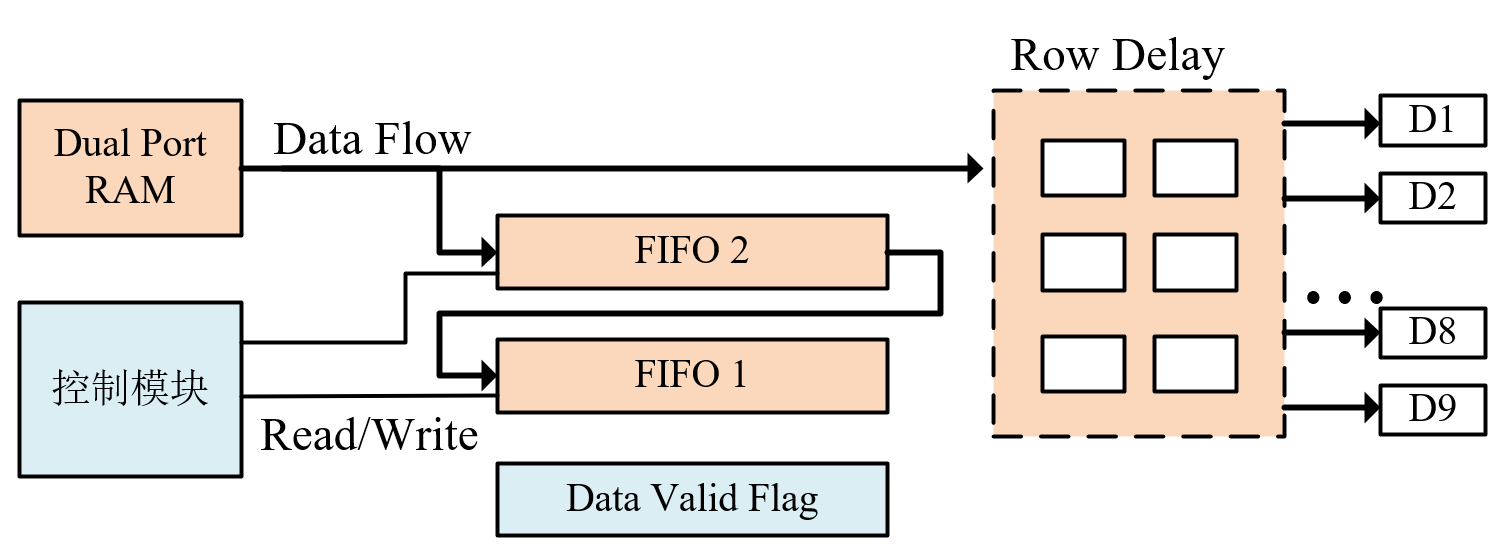 Row Delay
Dual Port
RAM
Data Flow
D1
D2
FIFO 2
控制模块
FIFO 1
Read/Write
Data Valid Flag
• • •
D8
D9